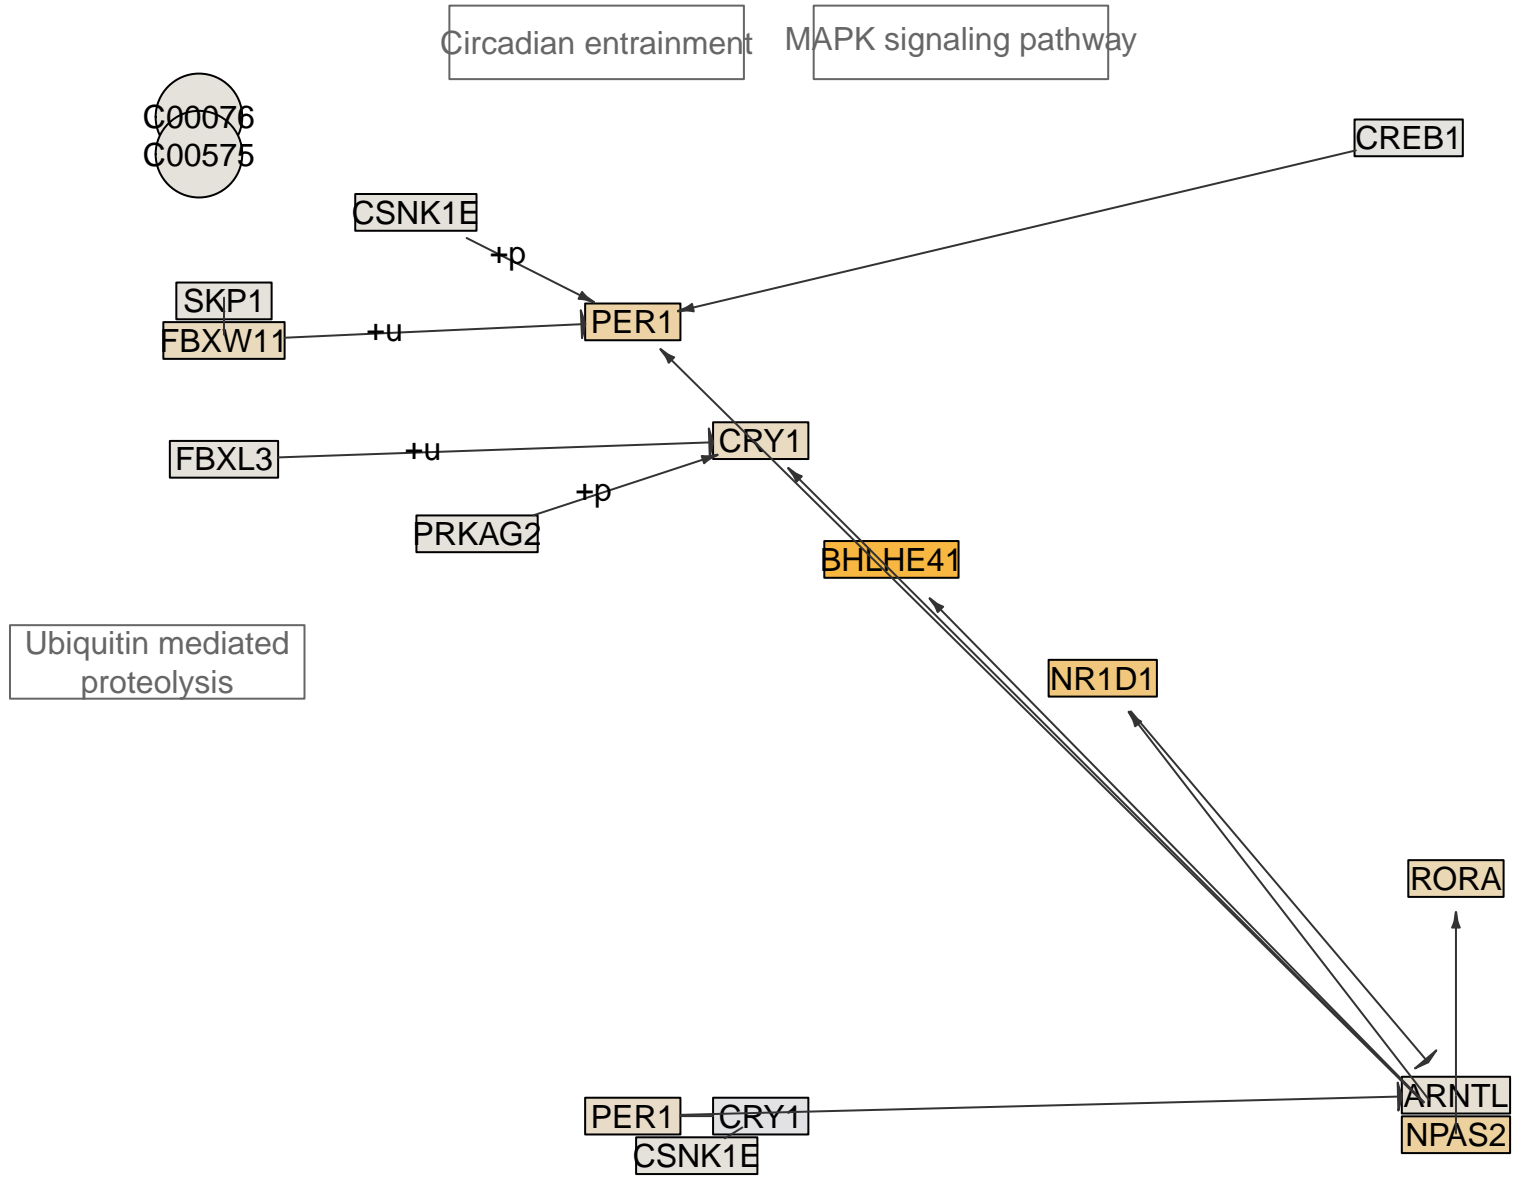 Circadian entrainment
MAPK signaling pathway
C00076
C00575
CREB1
CSNK1E
+p
SKP1
FBXW11
+u
PER1
FBXL3
+u
CRY1
+p
PRKAG2
BHLHE41
Ubiquitin mediated
proteolysis
NR1D1
RORA
ARNTL
NPAS2
PER1
CRY1
CSNK1E